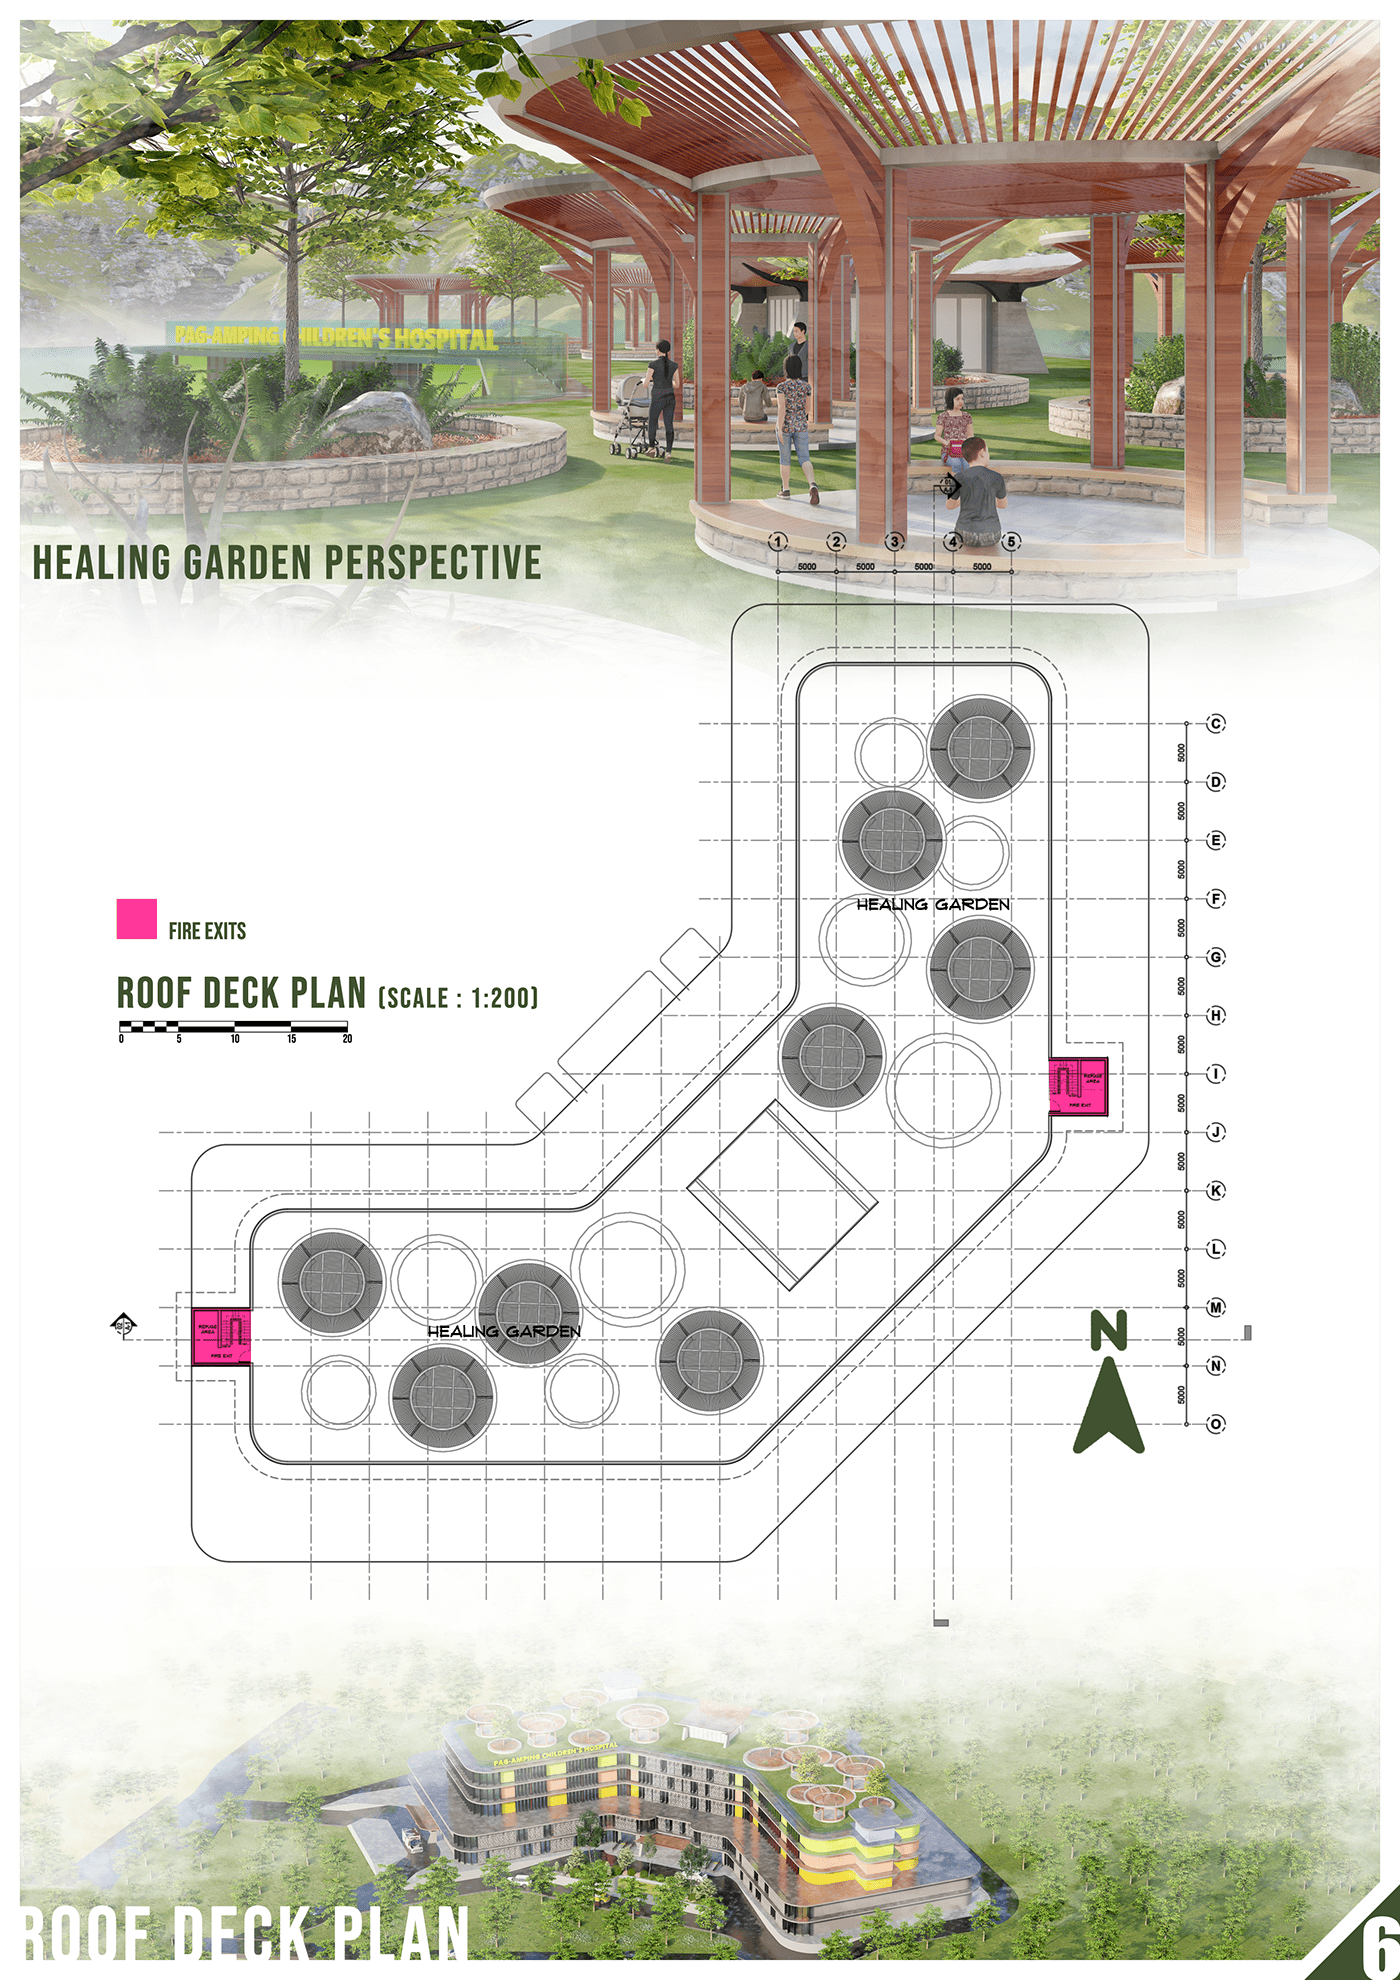 PAG-AMPING CHILDREN'S HOSPITAL
HEALING GARDEN PERSPECTIVE
1 2 3 4 5
5000 5000 5000 5000
C
5000
D
5000
E
5000
F
HEALING GARDEN
5000
G
5000
H
5000
I
5000
J
5000
K
5000
L
5000
M
5000
N
5000
O
FIRE EXITS
ROOF DECK PLAN (SCALE : 1:200)
0 5 10 15 20
REFUGE
AREA
FIRE EXIT
REFUGE
AREA
FIRE EXIT
HEALING GARDEN
N
PAG-AMPING CHILDREN'S HOSPITAL
ROOF DECK PLAN
6